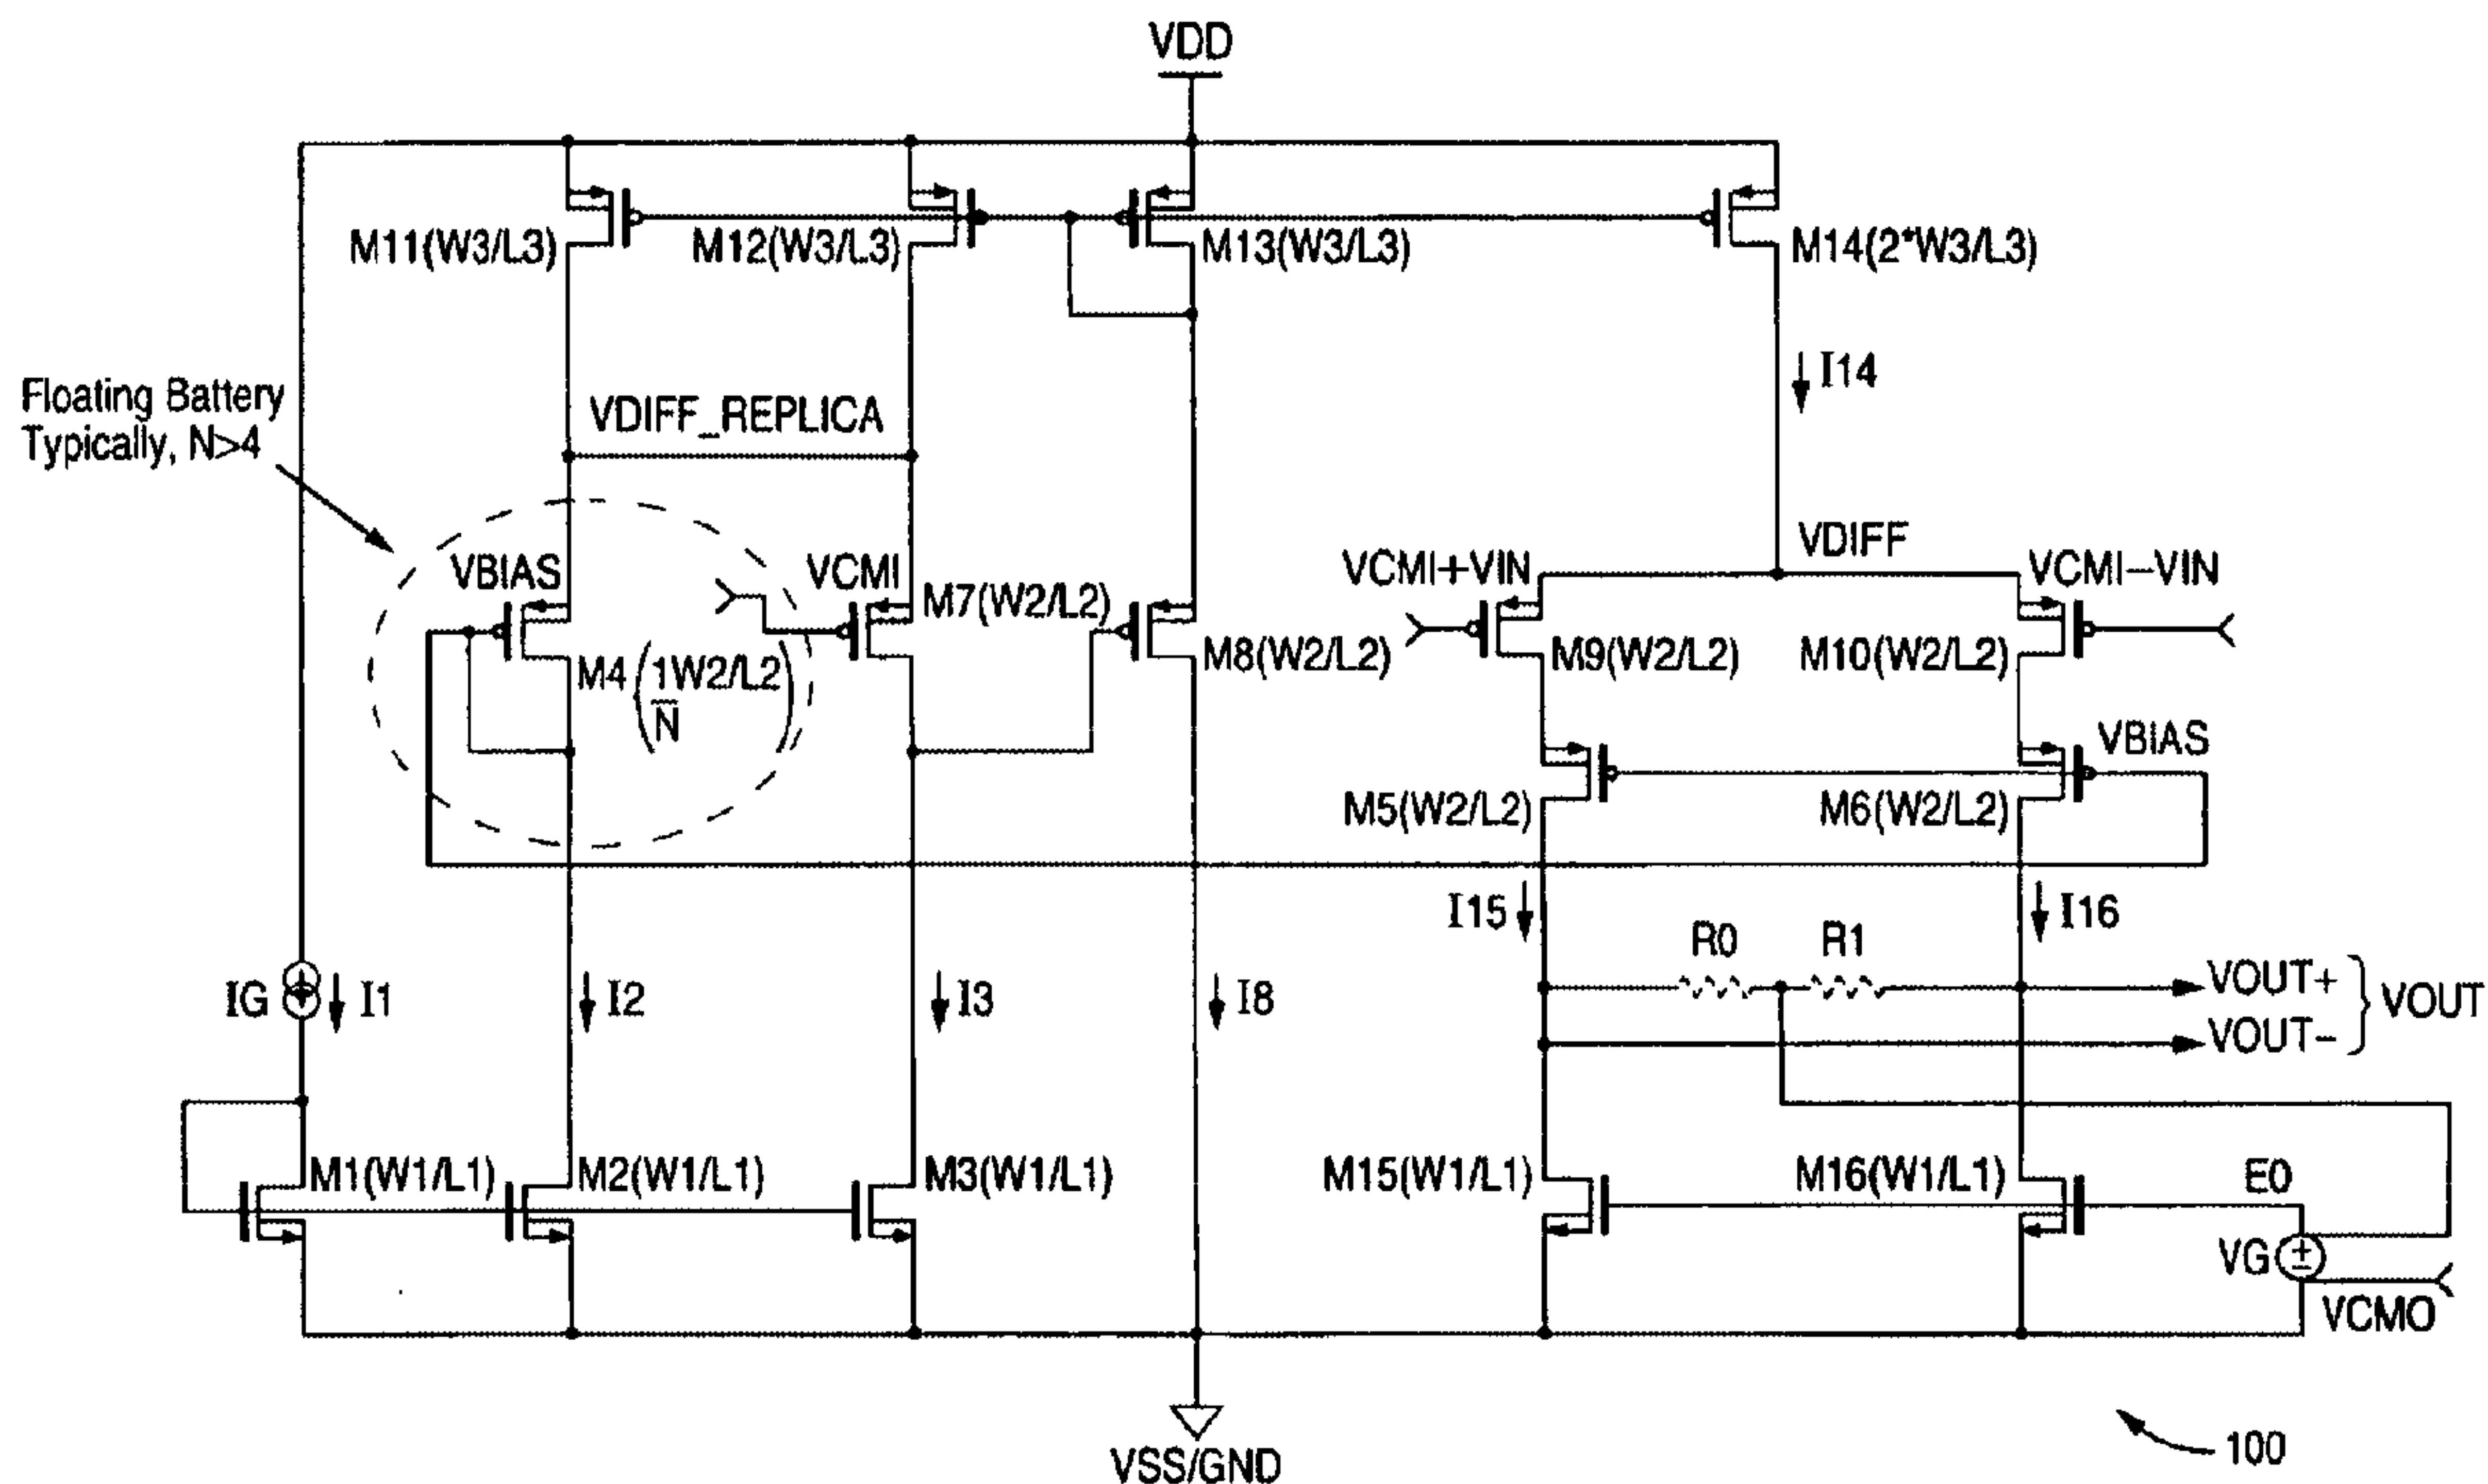 VDD
M11(W3/L3)
M12(W3/L3)
M13(W3/L3)
M14(2*W3/L3)
I14
Floating Battery
Typically, N>4
VDIFF_REPLICA
VDIFF
VBIAS
VCMI
M7(W2/L2)
VCMI+VIN
VCMI−VIN
M4(1W2/L2
N)
M8(W2/L2)
M9(W2/L2)
M10(W2/L2)
VBIAS
M5(W2/L2)
M6(W2/L2)
I15
I16
R0
R1
IG
I1
I2
I3
I8
VOUT+
VOUT−
VOUT
M1(W1/L1)
M2(W1/L1)
M3(W1/L1)
M15(W1/L1)
M16(W1/L1)
E0
VG
+
−
VCMO
VSS/GND
100